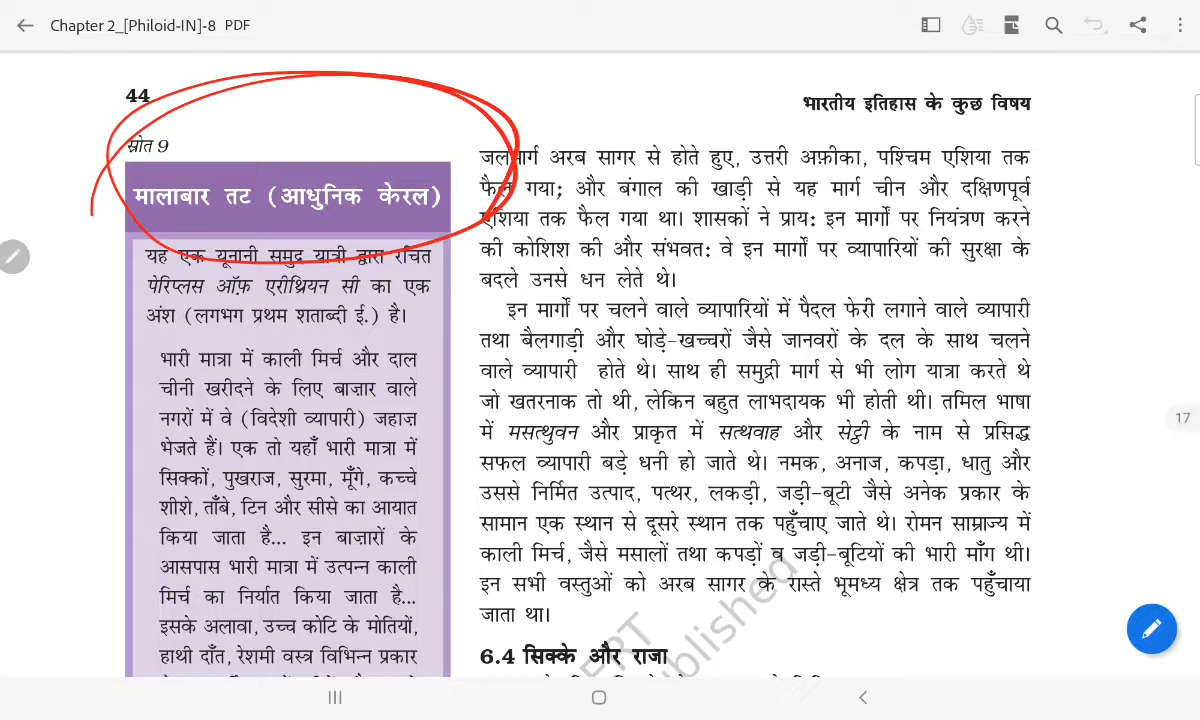 Chapter 2_[Philoid-IN]-8 PDF
44
भारतीय इतिहास के कुछ विषय
स्रोत 9
मालाबार तट (आधुनिक केरल)
यह एक यूनानी समुद्र यात्री द्वारा रचित
पेरिप्लस ऑफ़ एरीथ्रियन सी का एक
अंश (लगभग प्रथम शताब्दी ई.) है।
भारी मात्रा में काली मिर्च और दाल
चीनी खरीदने के लिए बाज़ार वाले
नगरों में वे (विदेशी व्यापारी) जहाज़
भेजते हैं। एक तो यहाँ भारी मात्रा में
सिक्कों, पुखराज, सुरमा, मूँगे, कच्चे
शीशे, ताँबे, टिन और सीसे का आयात
किया जाता है... इन बाज़ारों के
आसपास भारी मात्रा में उत्पन्न काली
मिर्च का निर्यात किया जाता है...
इसके अलावा, उच्च कोटि के मोतियों,
हाथी दाँत, रेशमी वस्त्र विभिन्न प्रकार
जलमार्ग अरब सागर से होते हुए, उत्तरी अफ़ीका, पश्चिम एशिया तक
फैल गया; और बंगाल की खाड़ी से यह मार्ग चीन और दक्षिणपूर्व
एशिया तक फैल गया था। शासकों ने प्राय: इन मार्गों पर नियंत्रण करने
की कोशिश की और संभवत: वे इन मार्गों पर व्यापारियों की सुरक्षा के
बदले उनसे धन लेते थे।
इन मार्गों पर चलने वाले व्यापारियों में पैदल फेरी लगाने वाले व्यापारी
तथा बैलगाड़ी और घोड़े-खच्चरों जैसे जानवरों के दल के साथ चलने
वाले व्यापारी होते थे। साथ ही समुद्री मार्ग से भी लोग यात्रा करते थे
जो खतरनाक तो थी, लेकिन बहुत लाभदायक भी होती थी। तमिल भाषा
में मसत्थुवन और प्राकृत में सत्थवाह और सेट्ठी के नाम से प्रसिद्ध
सफल व्यापारी बड़े धनी हो जाते थे। नमक, अनाज, कपड़ा, धातु और
उससे निर्मित उत्पाद, पत्थर, लकड़ी, जड़ी-बूटी जैसे अनेक प्रकार के
सामान एक स्थान से दूसरे स्थान तक पहुँचाए जाते थे। रोमन साम्राज्य में
काली मिर्च, जैसे मसालों तथा कपड़ों व जड़ी-बूटियों की भारी माँग थी।
इन सभी वस्तुओं को अरब सागर के रास्ते भूमध्य क्षेत्र तक पहुँचाया
जाता था।
6.4 सिक्के और राजा
17